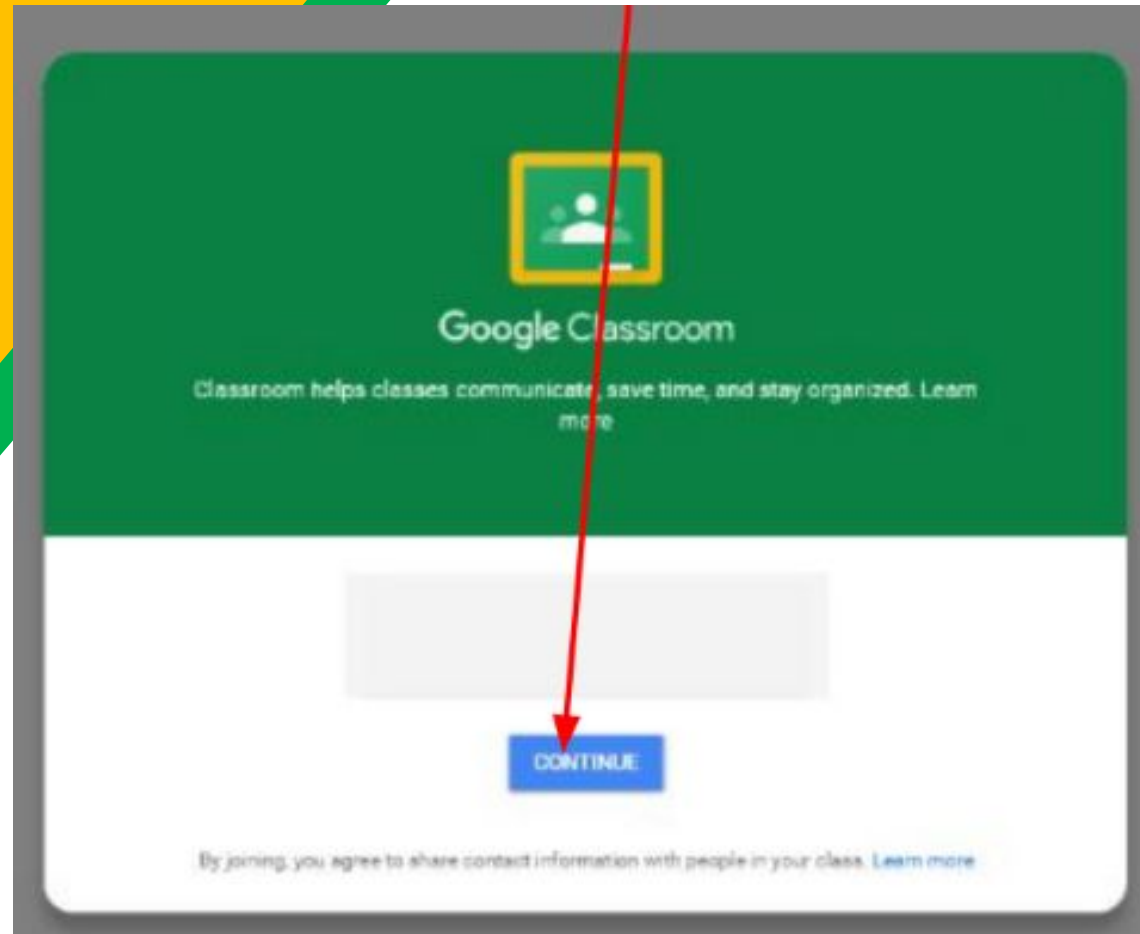 Google Classroom
Classroom helps classes communicate, save time, and stay organized. Learn
more
CONTINUE
By joining, you agree to share contact information with people in your class. Learn more